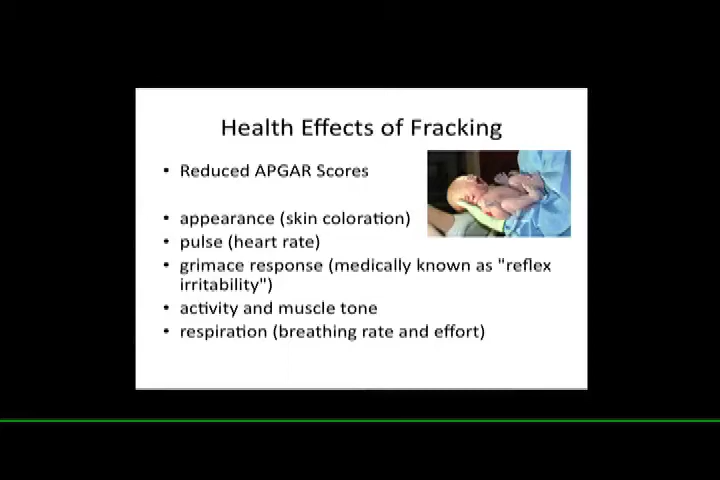 Health Effects of Fracking
• Reduced APGAR Scores
• appearance (skin coloration)
• pulse (heart rate)
• grimace response (medically known as "reflex
irritability")
• activity and muscle tone
• respiration (breathing rate and effort)